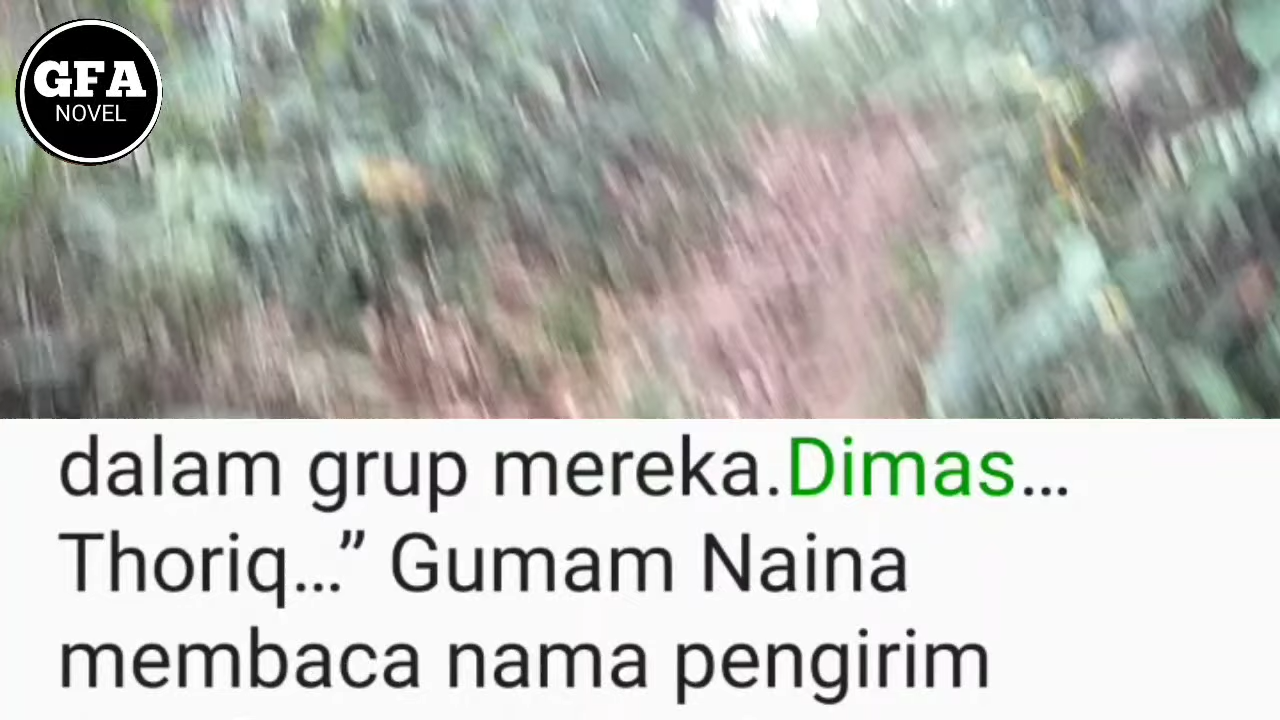 GFA
NOVEL
dalam grup mereka.Dimas...
Thoriq...” Gumam Naina
membaca nama pengirim